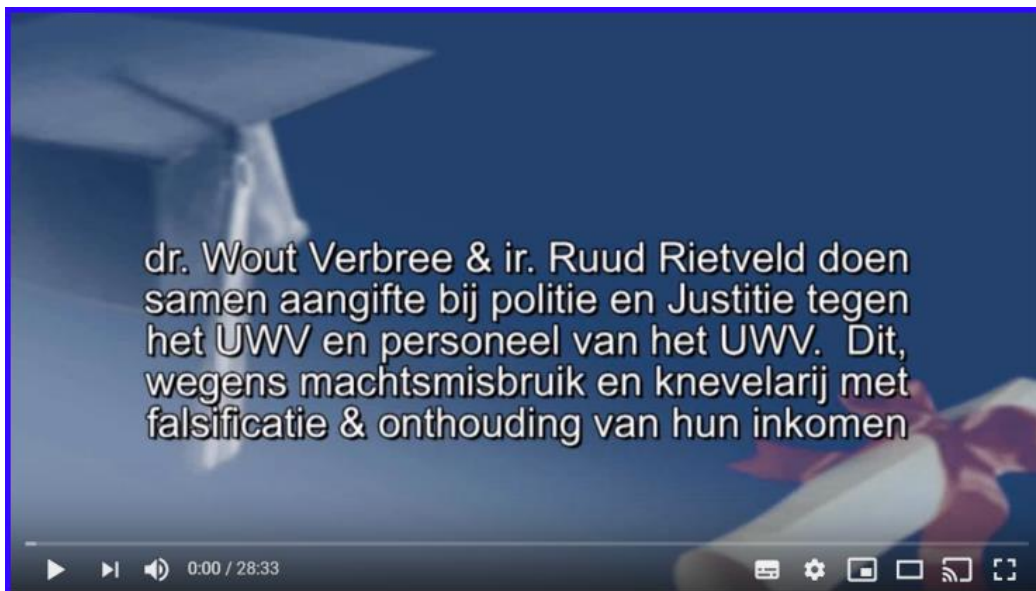 dr. Wout Verbree & ir. Ruud Rietveld doen
samen aangifte bij politie en Justitie tegen
het UWV en personeel van het UWV.  Dit,
wegens machtsmisbruik en knevelarij met
falsificatie & onthouding van hun inkomen
0:00 / 28:33